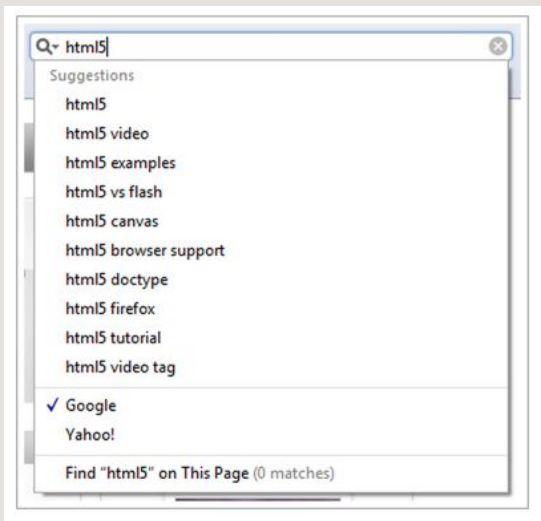 html5
Suggestions
html5
html5 video
html5 examples
html5 vs flash
html5 canvas
html5 browser support
html5 doctype
html5 firefox
html5 tutorial
html5 video tag
Google
Yahoo!
Find “html5” on This Page (0 matches)